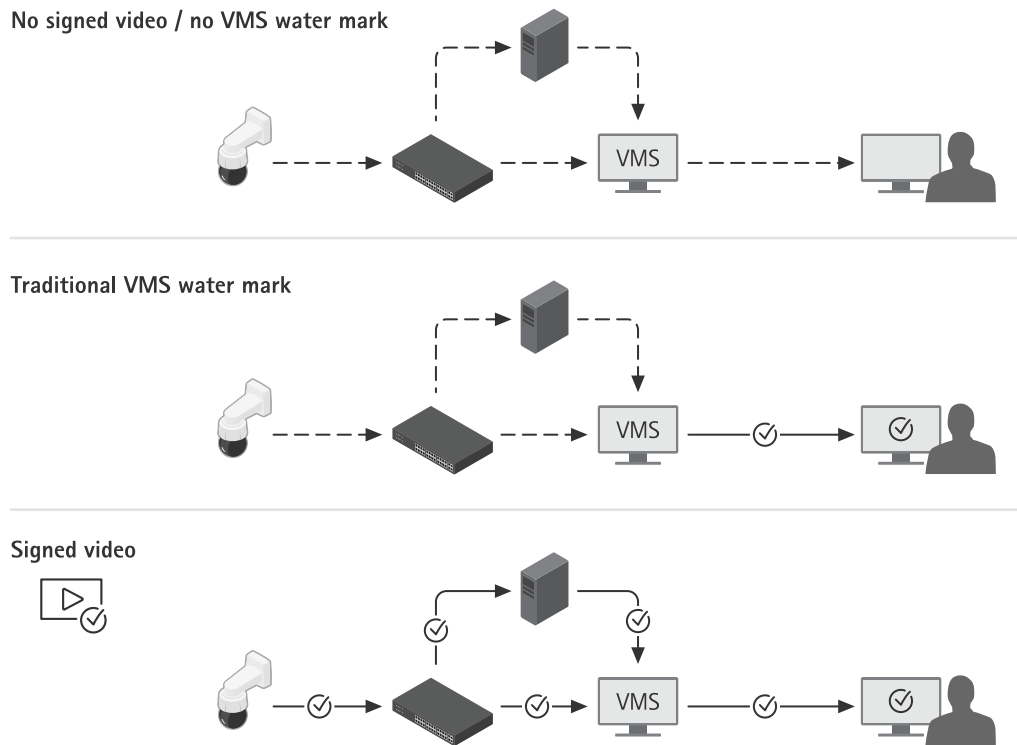 No signed video / no VMS water mark
VMS
Traditional VMS water mark
VMS
Signed video
VMS